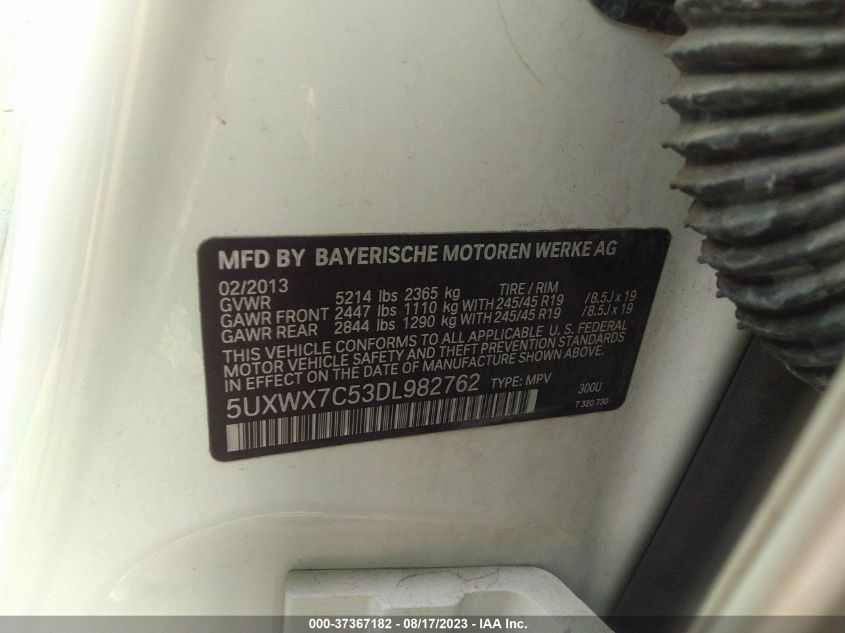 MFD BY BAYERISCHE MOTOREN WERKE AG
02/2013 TIRE / RIM
GVWR 5214 lbs 2365 kg
GAWR FRONT 2447 lbs 1110 kg WITH 245/45 R19 / 8.5J x 19
GAWR REAR 2844 lbs 1290 kg WITH 245/45 R19 / 8.5J x 19
THIS VEHICLE CONFORMS TO ALL APPLICABLE U. S. FEDERAL
MOTOR VEHICLE SAFETY AND THEFT PREVENTION STANDARDS
IN EFFECT ON THE DATE OF MANUFACTURE SHOWN ABOVE.
5UXWX7C53DL982762 TYPE: MPV 300U
7 320 730
000-37367182 / 08/17/2023 - IAA Inc.